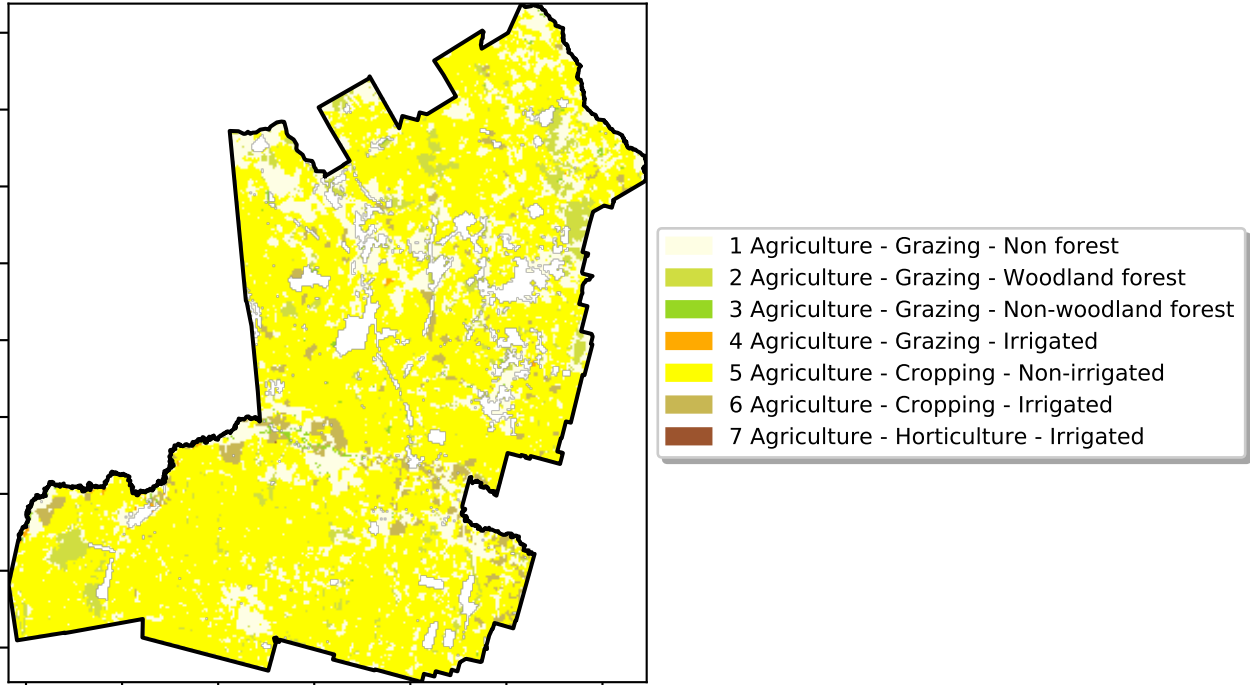 1 Agriculture - Grazing - Non forest
2 Agriculture - Grazing - Woodland forest
3 Agriculture - Grazing - Non-woodland forest
4 Agriculture - Grazing - Irrigated
5 Agriculture - Cropping - Non-irrigated
6 Agriculture - Cropping - Irrigated
7 Agriculture - Horticulture - Irrigated